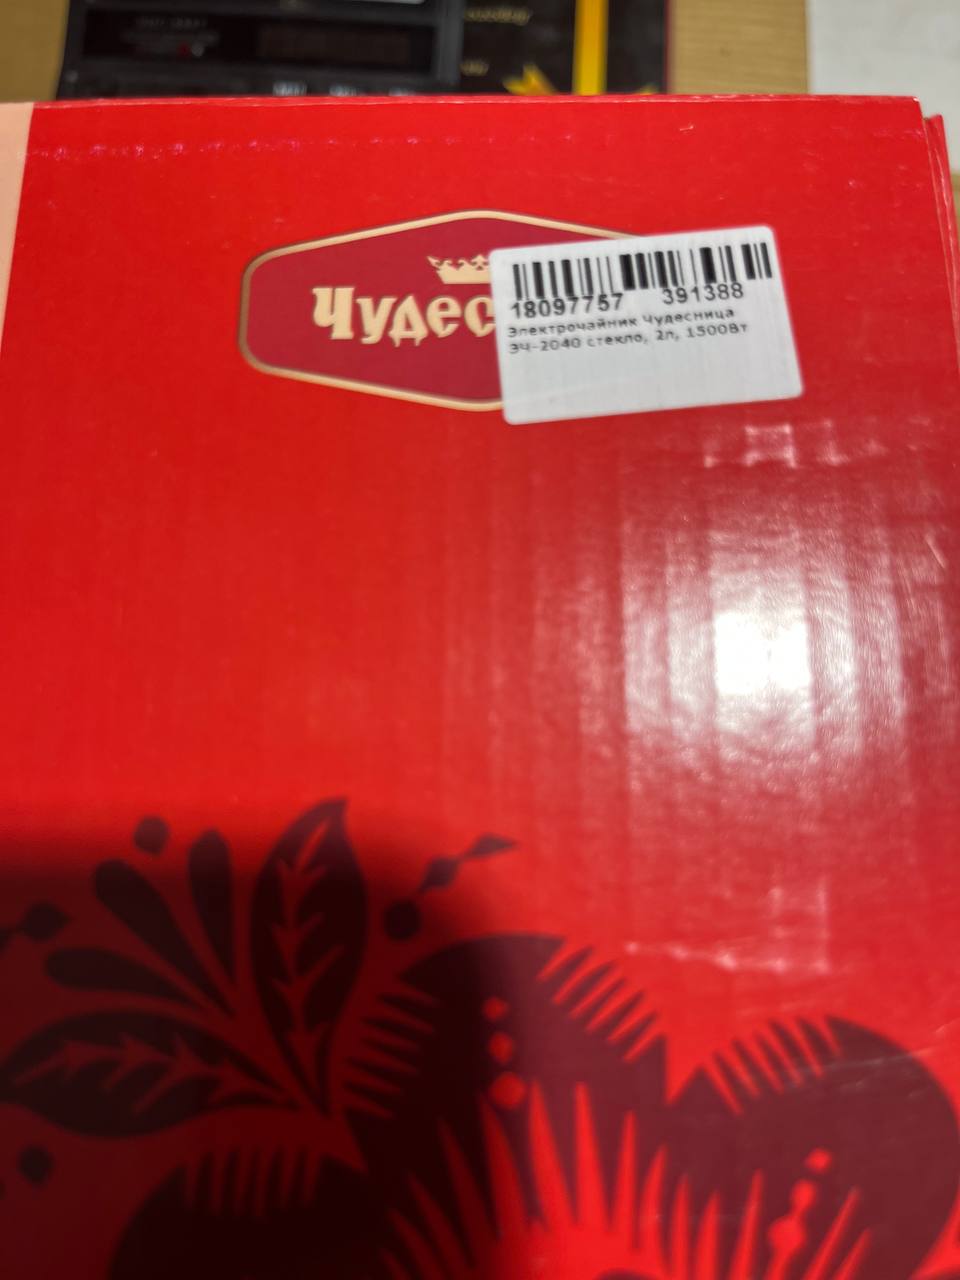 Чудес
18097757 391388
Электрочайник Чудесница
ЭЧ-2040 стекло, 2л, 1500Вт